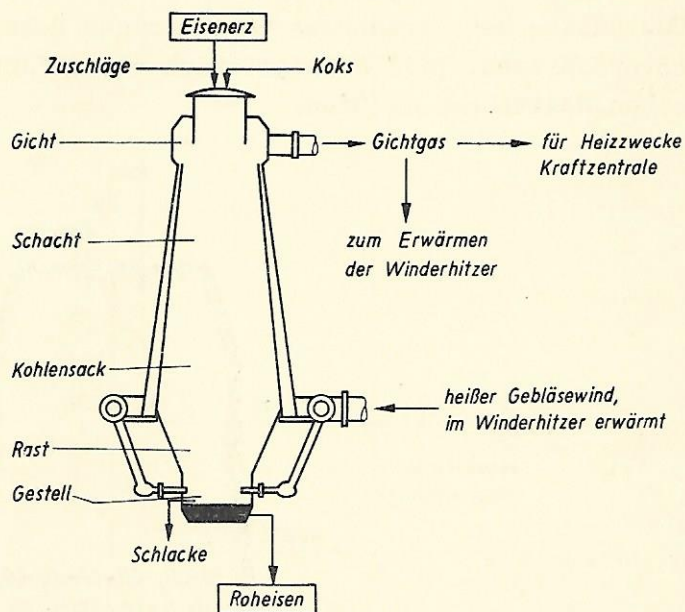 Eisenerz
Zuschläge
Koks
Gicht
Gichtgas
für Heizzwecke
Kraftzentrale
Schacht
zum Erwärmen
der Winderhitzer
Kohlensack
heißer Gebläsewind,
im Winderhitzer erwärmt
Rast
Gestell
Schlacke
Roheisen